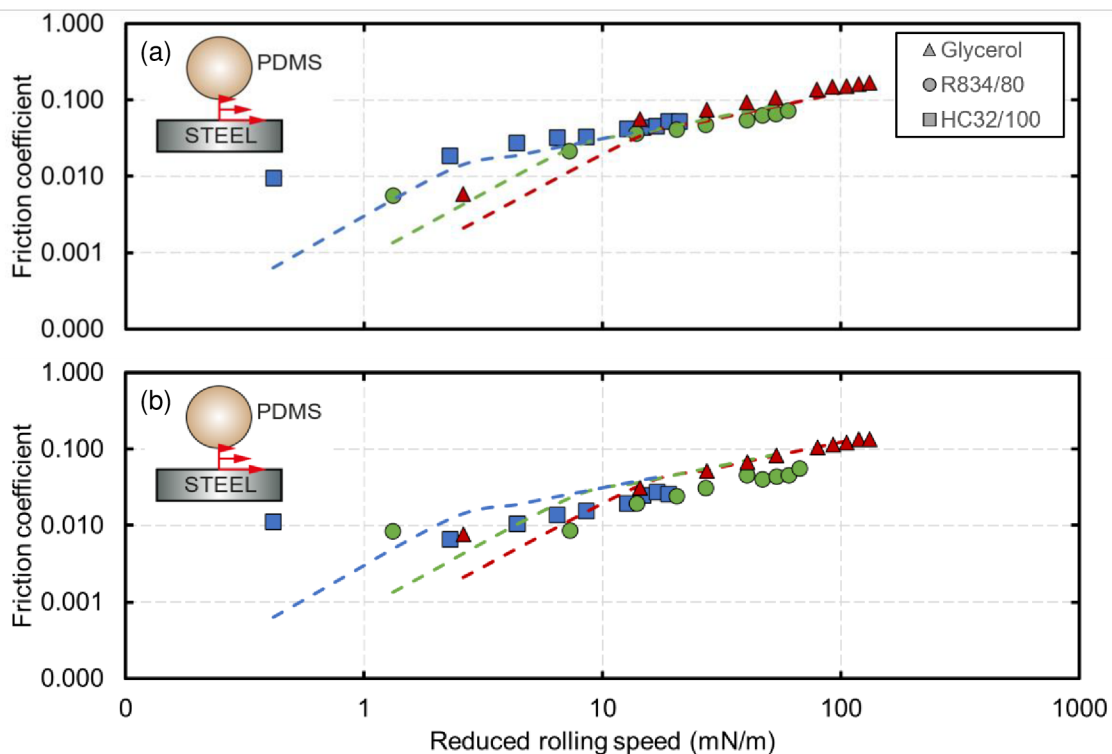 1.000
(a)
PDMS
STEEL
Glycerol
R834/80
HC32/100
0.100
0.010
0.001
0.000
Friction coefficient
1.000
(b)
PDMS
STEEL
0.100
0.010
0.001
0.000
Friction coefficient
0 1 10 100 1000
Reduced rolling speed (mN/m)